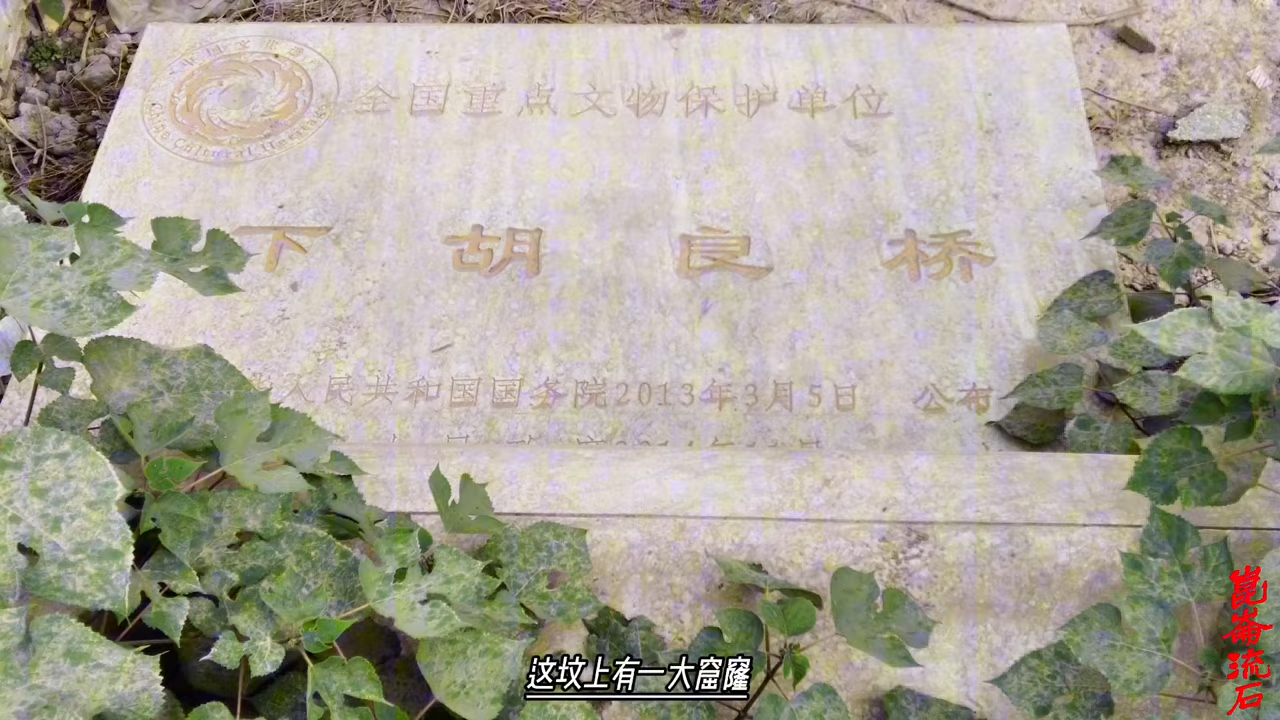 全国重点文物保护单位
下胡良桥
人民共和国国务院2013年3月5日 公布
这坟上有一大窟窿
崑崙流石